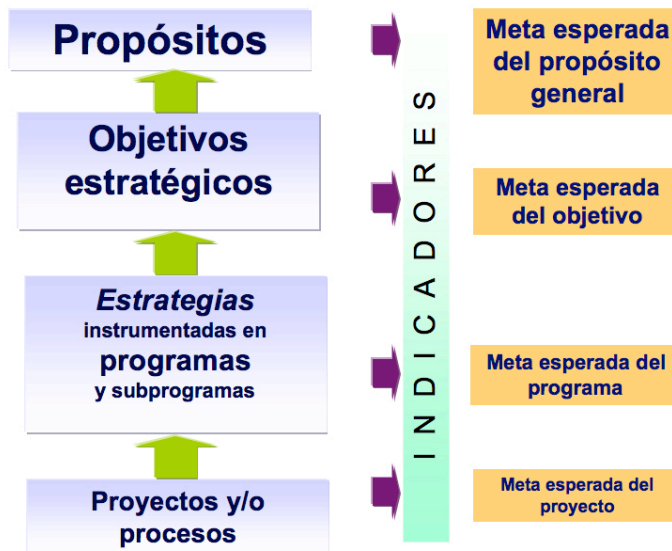 Propósitos
Meta esperada
del propósito
general
Objetivos
estratégicos
Meta esperada
del objetivo
INDICADORES
Estrategias
instrumentadas en
programas
y subprogramas
Meta esperada del
programa
Proyectos y/o
procesos
Meta esperada del
proyecto